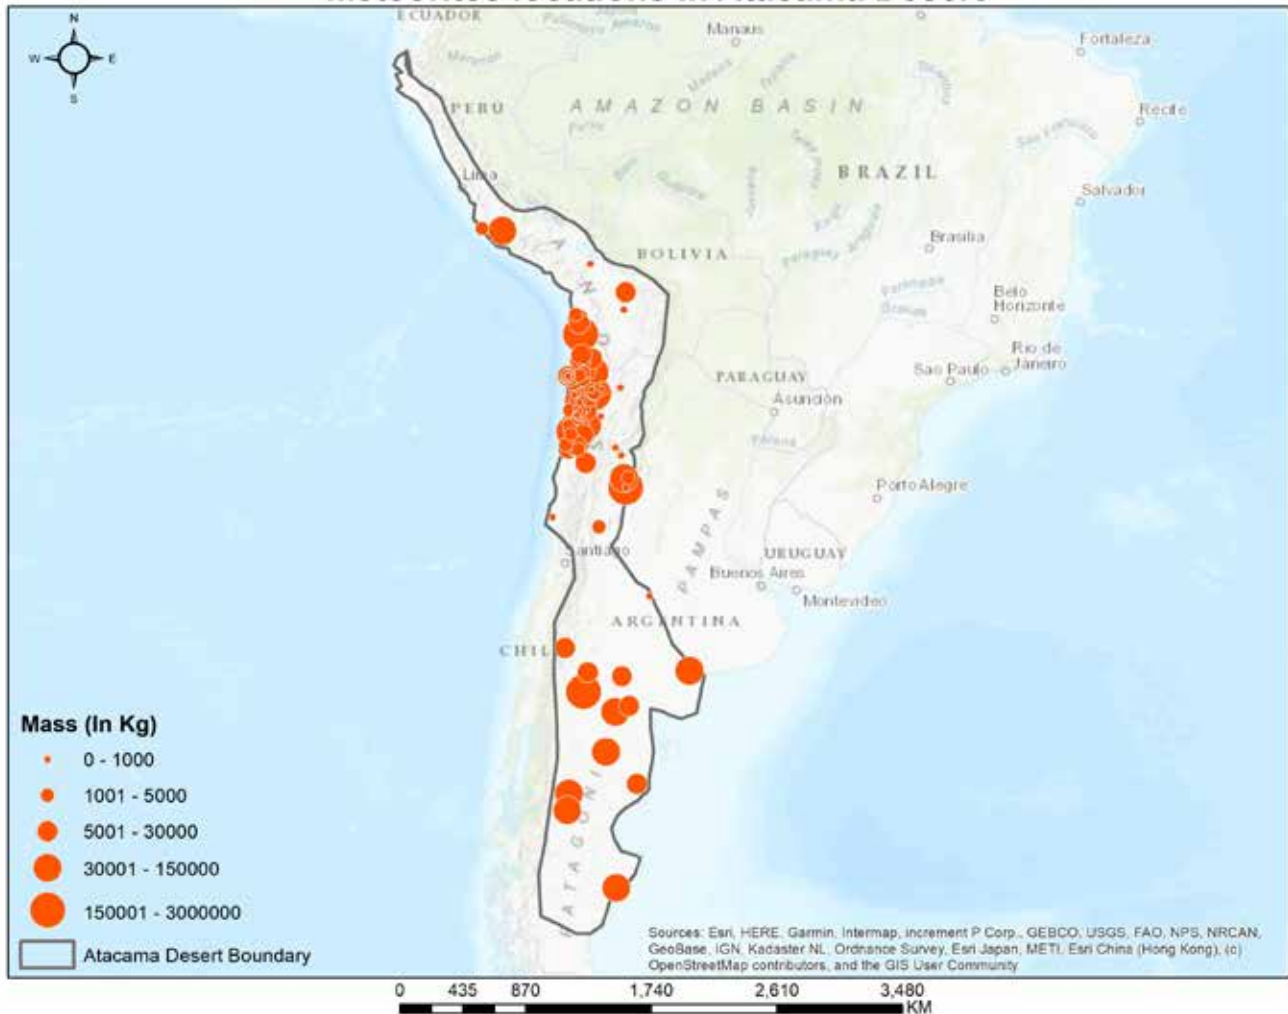 ECUADOR
N
W
E
S
Manaus
Fortaleza
PERU
AMAZON BASIN
Recife
BRAZIL
Lima
Salvador
Brasilia
BOLIVIA
Belo
Horizonte
Rio de
Janeiro
Sao Paulo
PARAGUAY
Asunción
Porto Alegre
PAMPAS
Santiago
URUGUAY
Buenos Aires
Montevideo
ARGENTINA
CHIL
ATAGONI
Mass (In Kg)
0 - 1000
1001 - 5000
5001 - 30000
30001 - 150000
150001 - 3000000
Atacama Desert Boundary
Sources: Esri, HERE, Garmin, Intermap, increment P Corp., GEBCO, USGS, FAO, NPS, NRCAN,
GeoBase, IGN, Kadaster NL, Ordnance Survey, Esri Japan, METI, Esri China (Hong Kong), (c)
OpenStreetMap contributors, and the GIS User Community
0 435 870 1,740 2,610 3,480
KM